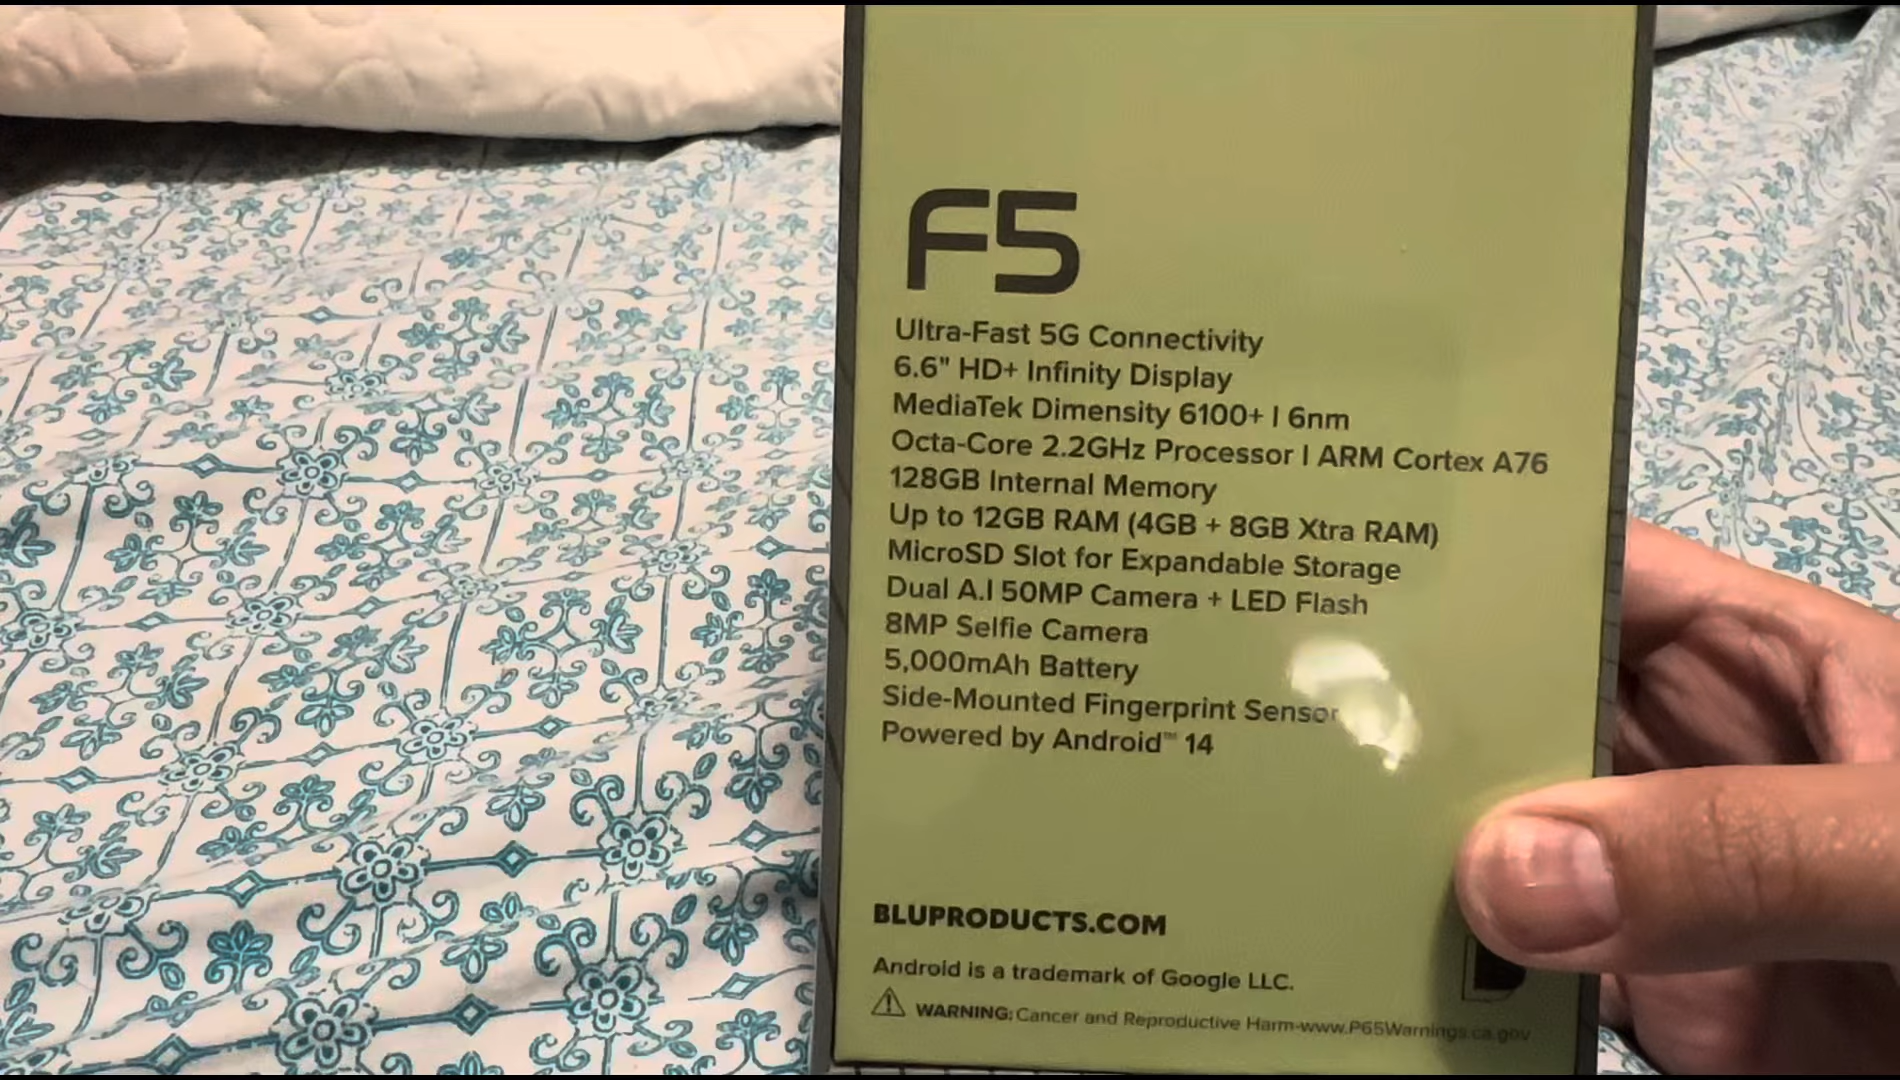 F5
Ultra-Fast 5G Connectivity
6.6" HD+ Infinity Display
MediaTek Dimensity 6100+ | 6nm
Octa-Core 2.2GHz Processor | ARM Cortex A76
128GB Internal Memory
Up to 12GB RAM (4GB + 8GB Xtra RAM)
MicroSD Slot for Expandable Storage
Dual A.I 50MP Camera + LED Flash
8MP Selfie Camera
5,000mAh Battery
Side-Mounted Fingerprint Sensor
Powered by Android™ 14
BLUPRODUCTS.COM
Android is a trademark of Google LLC.
⚠ WARNING: Cancer and Reproductive Harm-www.P65Warnings.ca.gov